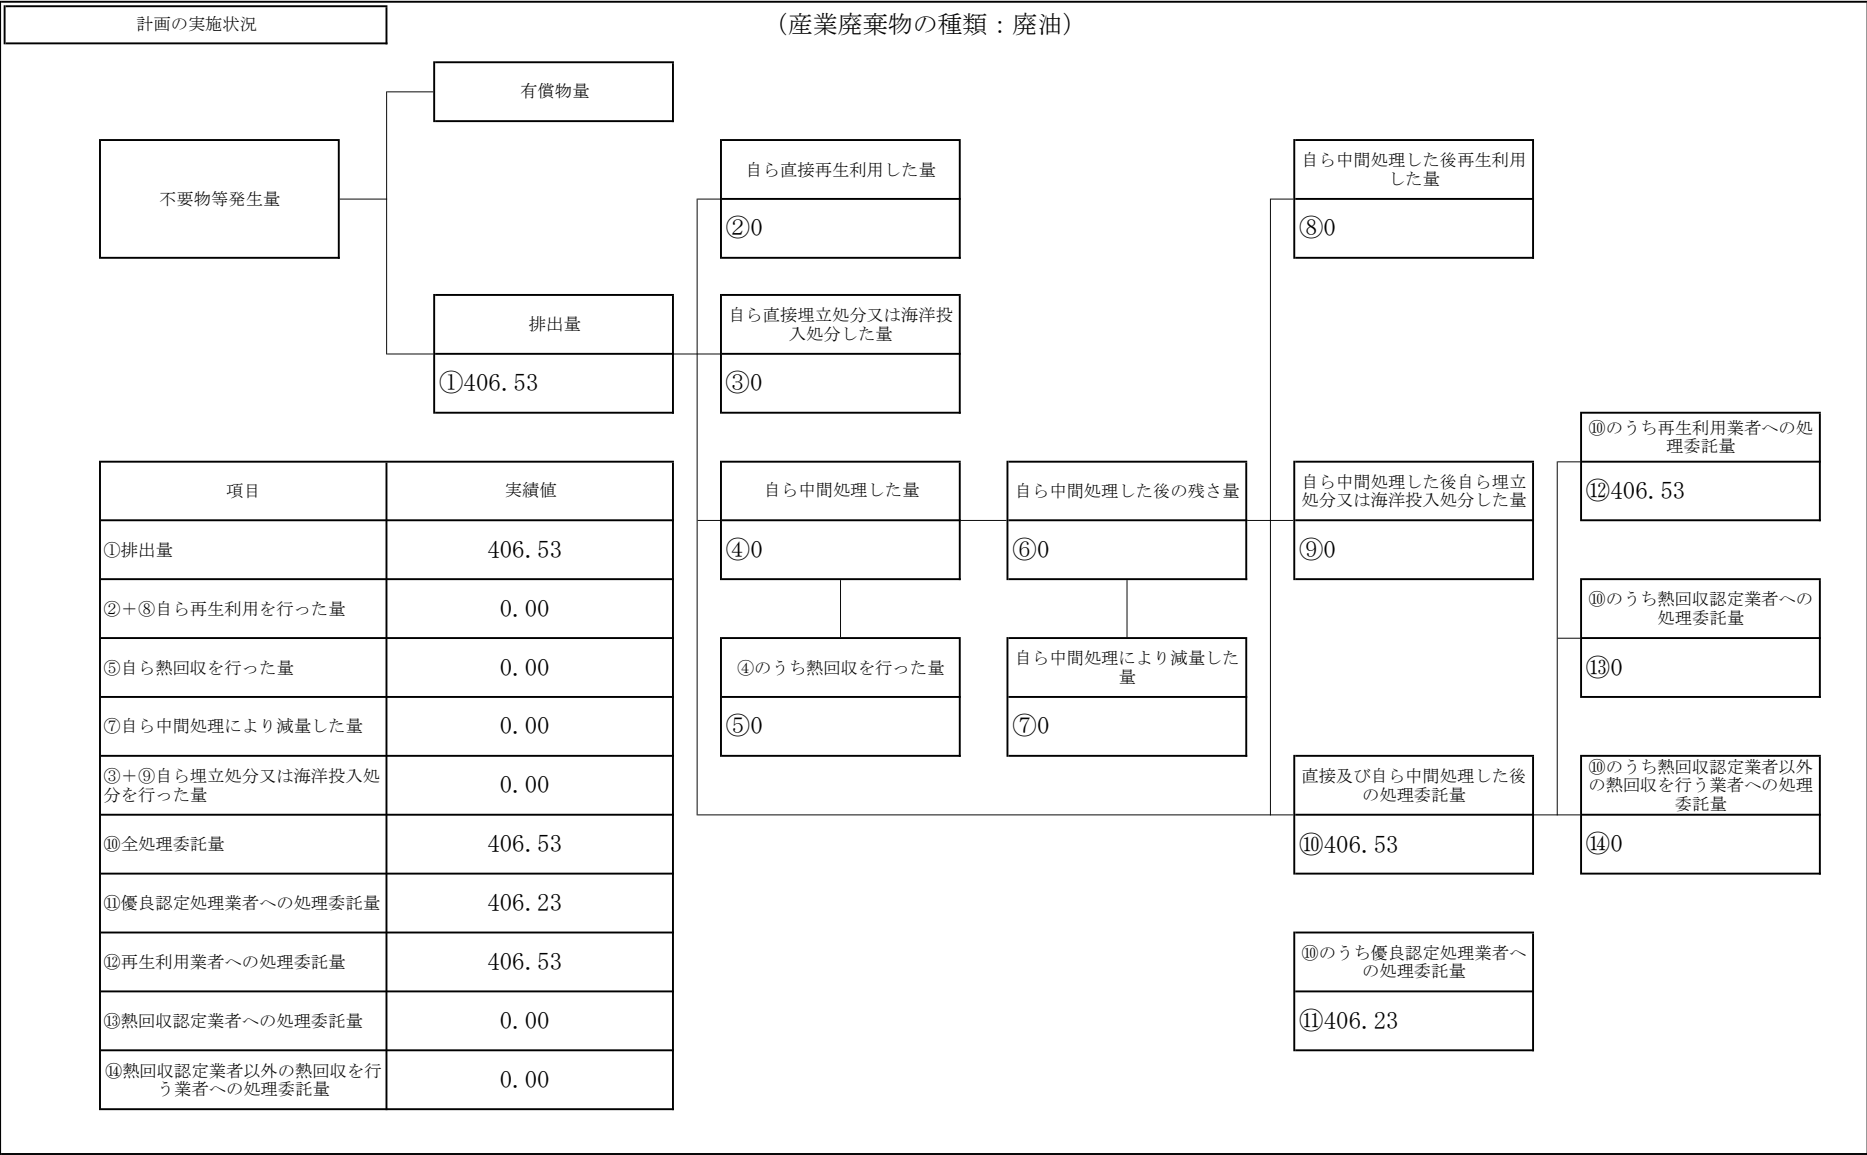 計画の実施状況
（産業廃棄物の種類：廃油）
有償物量
不要物等発生量
自ら直接再生利用した量
②0
自ら中間処理した後再生利用
した量
⑧0
排出量
①406.53
自ら直接埋立処分又は海洋投
入処分した量
③0
⑩のうち再生利用業者への処
理委託量
⑫406.53
自ら中間処理した量
④0
自ら中間処理した後の残さ量
⑥0
自ら中間処理した後自ら埋立
処分又は海洋投入処分した量
⑨0
⑩のうち熱回収認定業者への
処理委託量
⑬0
④のうち熱回収を行った量
⑤0
自ら中間処理により減量した
量
⑦0
直接及び自ら中間処理した後
の処理委託量
⑩406.53
⑩のうち熱回収認定業者以外
の熱回収を行う業者への処理
委託量
⑭0
⑩のうち優良認定処理業者へ
の処理委託量
⑪406.23
項目 実績値
①排出量 406.53
②＋⑧自ら再生利用を行った量 0.00
⑤自ら熱回収を行った量 0.00
⑦自ら中間処理により減量した量 0.00
③＋⑨自ら埋立処分又は海洋投入処
分を行った量 0.00
⑩全処理委託量 406.53
⑪優良認定処理業者への処理委託量 406.23
⑫再生利用業者への処理委託量 406.53
⑬熱回収認定業者への処理委託量 0.00
⑭熱回収認定業者以外の熱回収を行
う業者への処理委託量 0.00